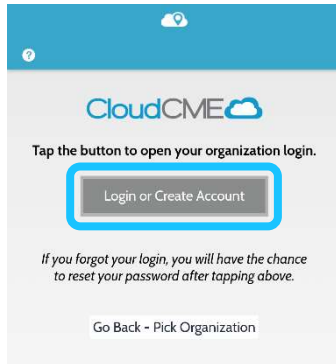 ?
CloudCME
Tap the button to open your organization login.
Login or Create Account
If you forgot your login, you will have the chance
to reset your password after tapping above.
Go Back - Pick Organization